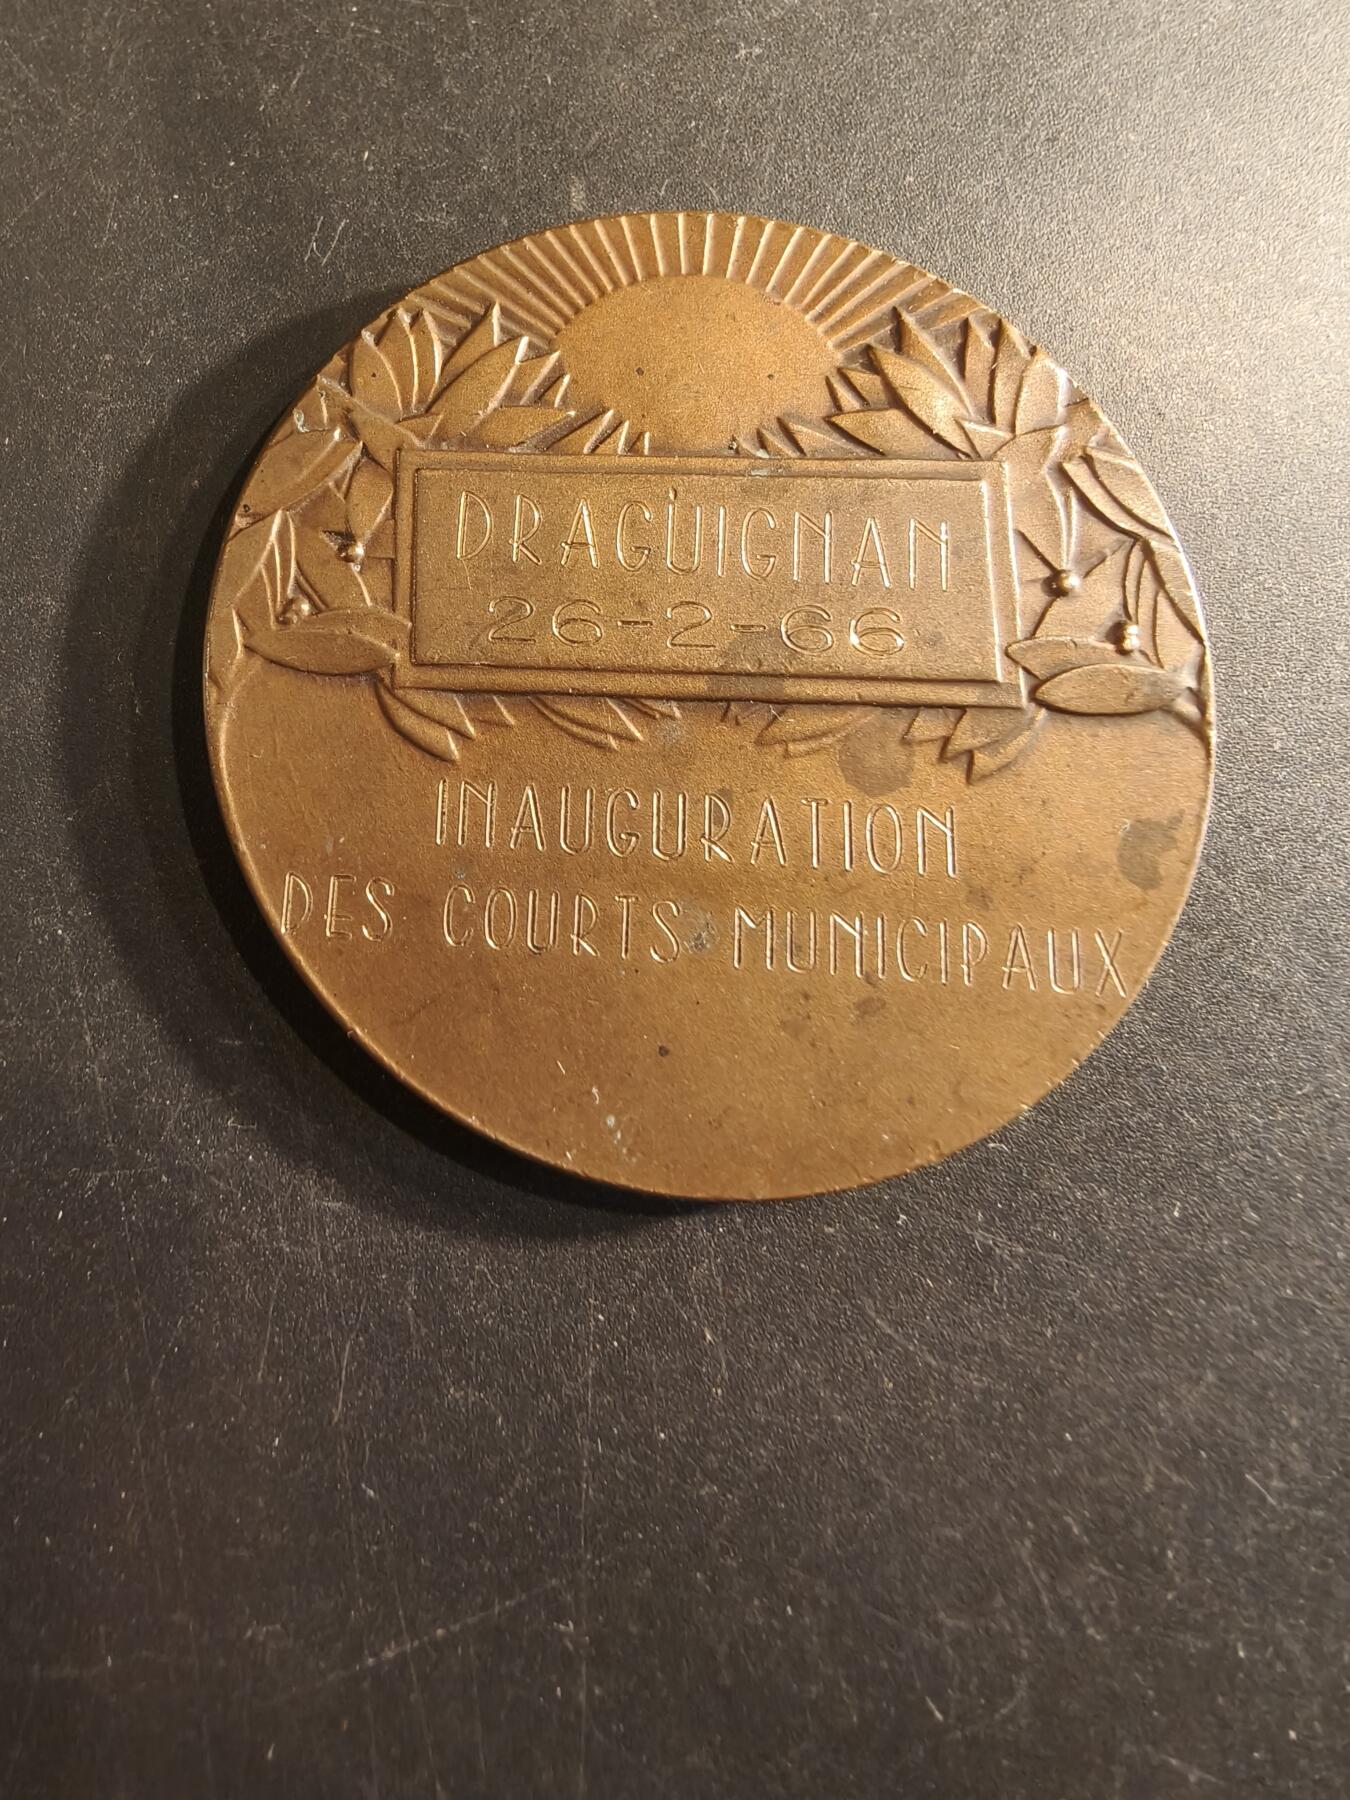 DRAGUIGNAN
26-2-66
INAUGURATION
DES COURTS MUNICIPAUX